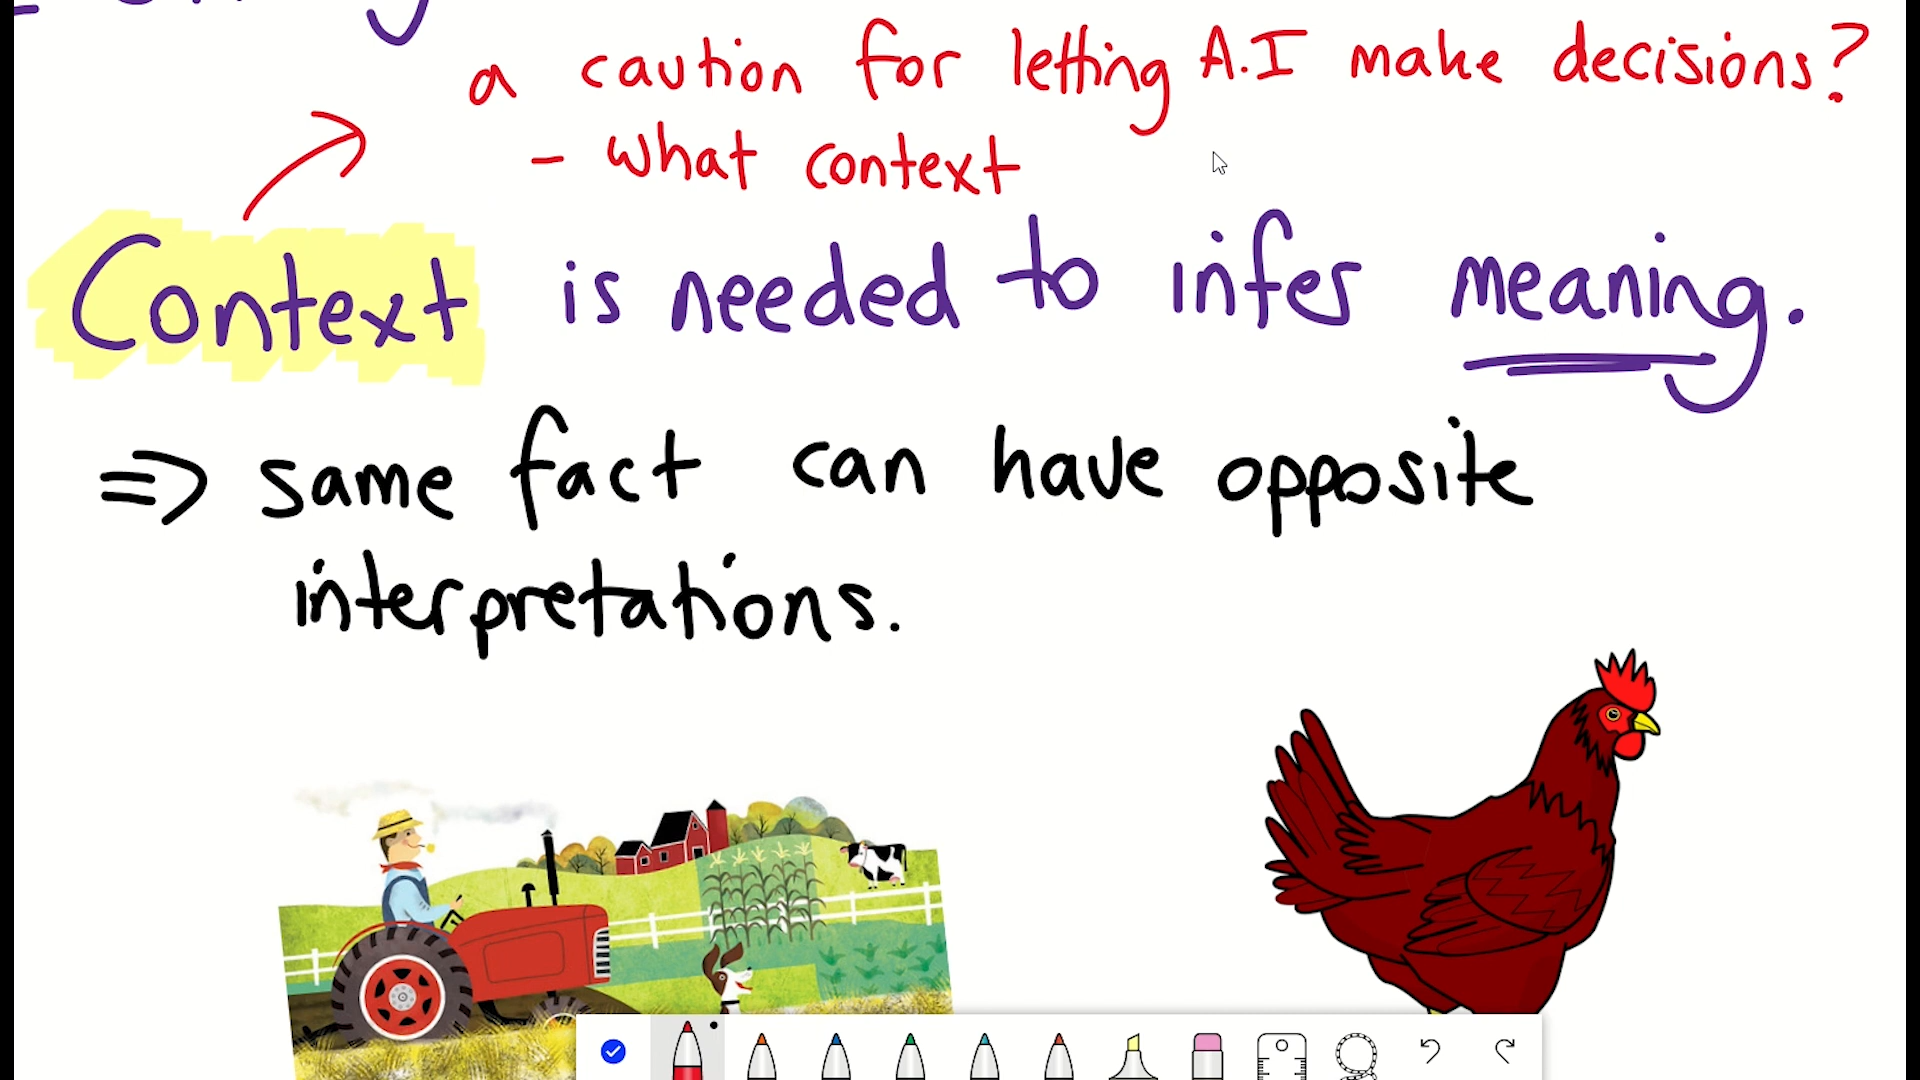 a caution for letting A.I make decisions?
- what context
Context is needed to infer meaning.
⇒ same fact can have opposite
interpretations.